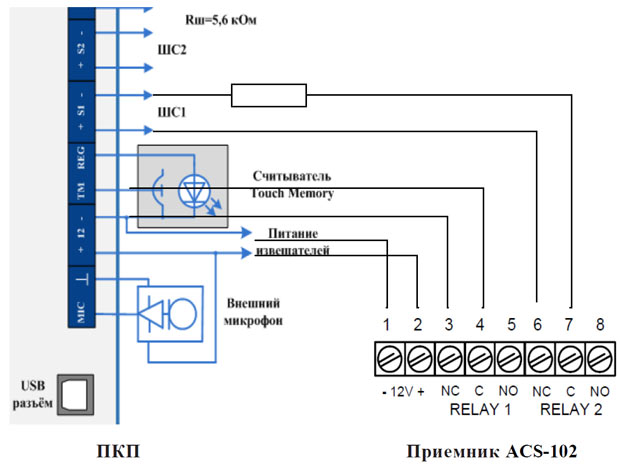 Rш=5,6 кОм
- S2 +
ШС2
- S1 +
ШС1
REG
TM
Считыватель
Touch Memory
- 12 +
Питание
извещателей
MIC
Внешний
микрофон
1 2 3 4 5 6 7 8
- 12V + NC C NO NC C NO
RELAY 1 RELAY 2
USB
разъём
ПКП Приемник ACS-102